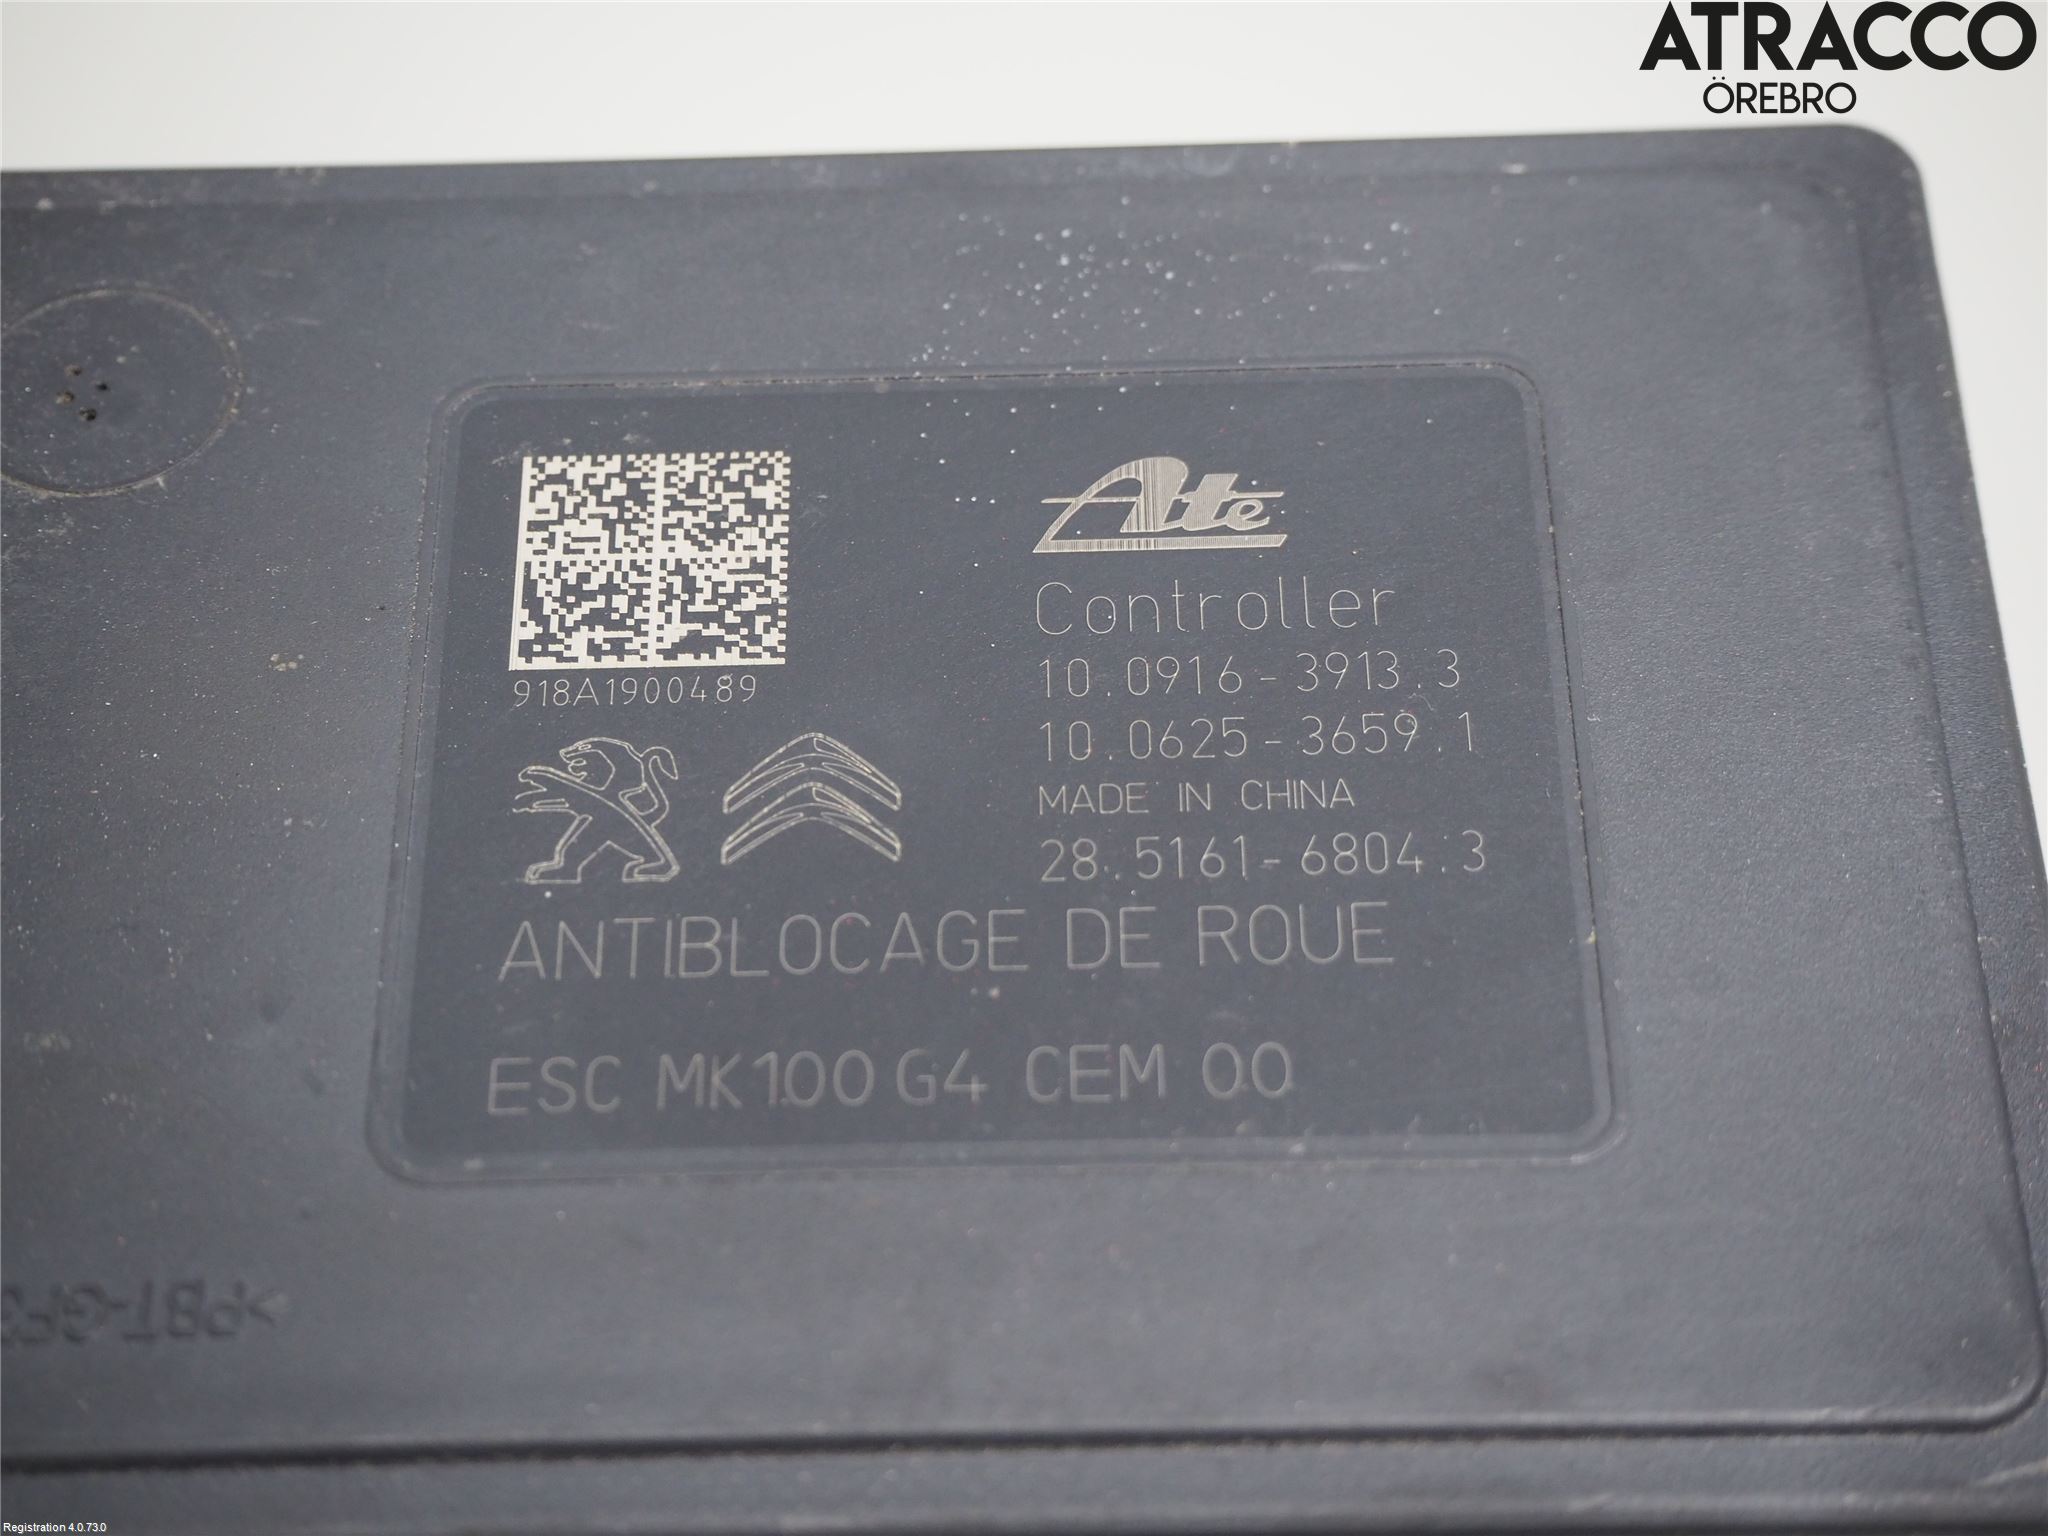 ATRACCO
ÖREBRO
Ate
Controller
10.0916-3913.3
10.0625-3659.1
MADE IN CHINA
28.5161-6804.3
918A1900489
ANTIBLOCAGE DE ROUE
ESC MK100 G4 CEM 00
Registration 4.0.73.0